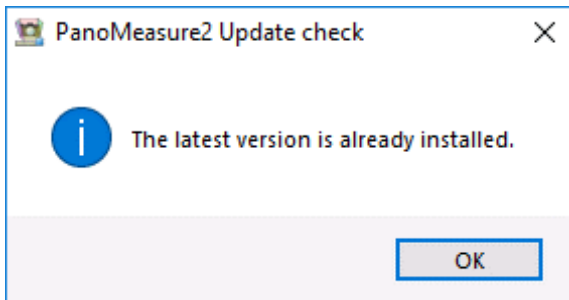 PanoMeasure2 Update check
The latest version is already installed.
OK